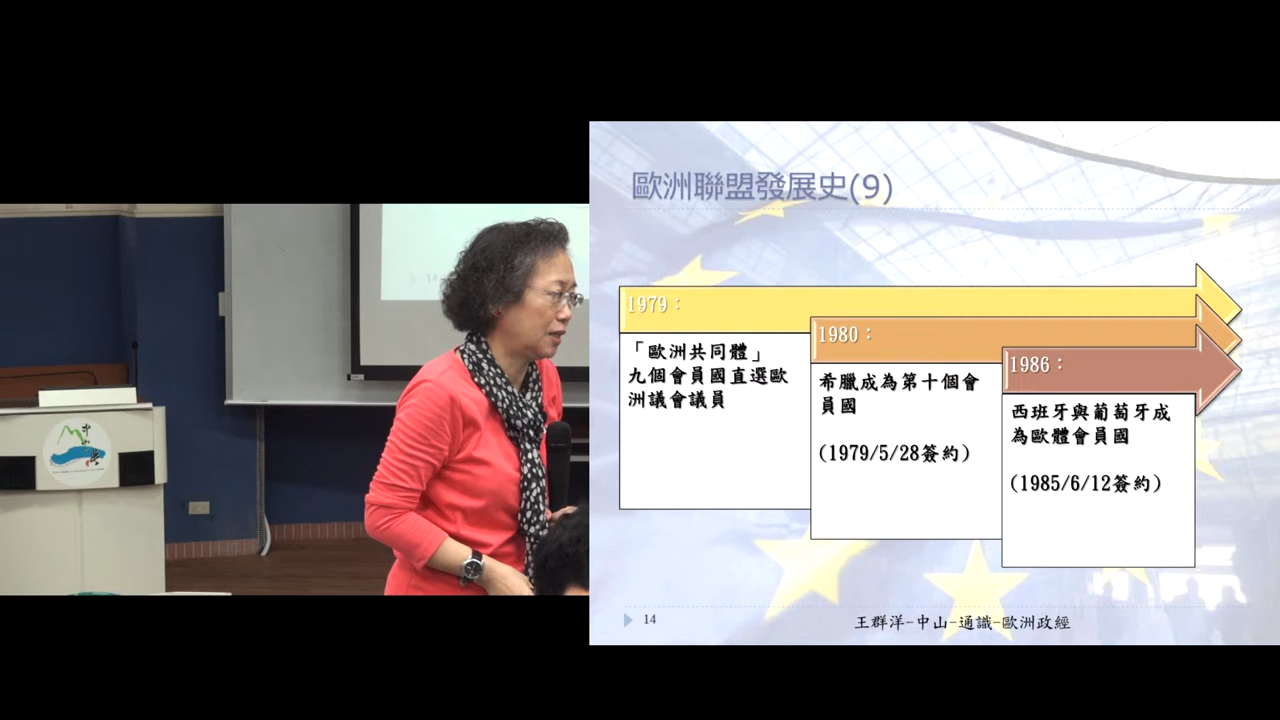 歐洲聯盟發展史(9)
1979：
「歐洲共同體」
九個會員國直選歐
洲議會議員
1980：
希臘成為第十個會
員國
(1979/5/28簽約)
1986：
西班牙與葡萄牙成
為歐體會員國
(1985/6/12簽約)
14
王群洋-中山-通識-歐洲政經
14